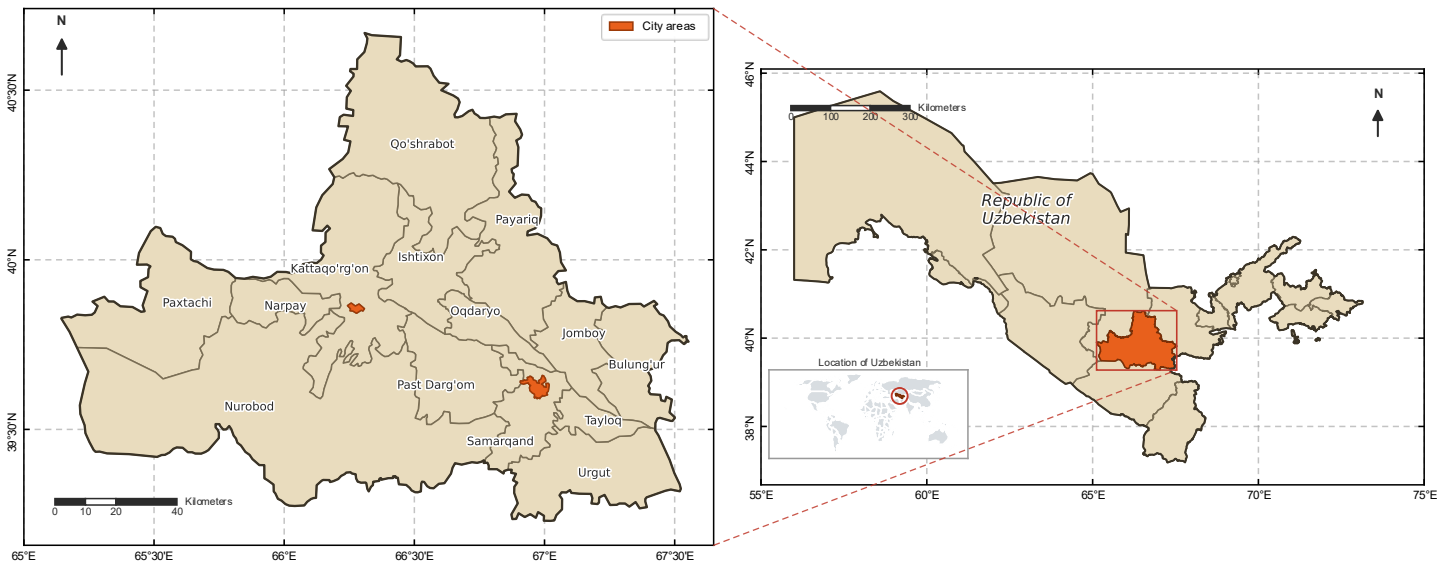 N
City areas
40°30'N
40°N
39°30'N
Qo'shrabot
Payariq
Ishtixon
Kattaqo'rg'on
Paxtachi
Narpay
Oqdaryo
Jomboy
Bulung'ur
Past Darg'om
Nurobod
Tayloq
Samarqand
Urgut
Kilometers
0 10 20 40
65°E 65°30'E 66°E 66°30'E 67°E 67°30'E
46°N
44°N
42°N
40°N
38°N
Kilometers
0 100 200 300
N
Republic of
Uzbekistan
Location of Uzbekistan
55°E 60°E 65°E 70°E 75°E